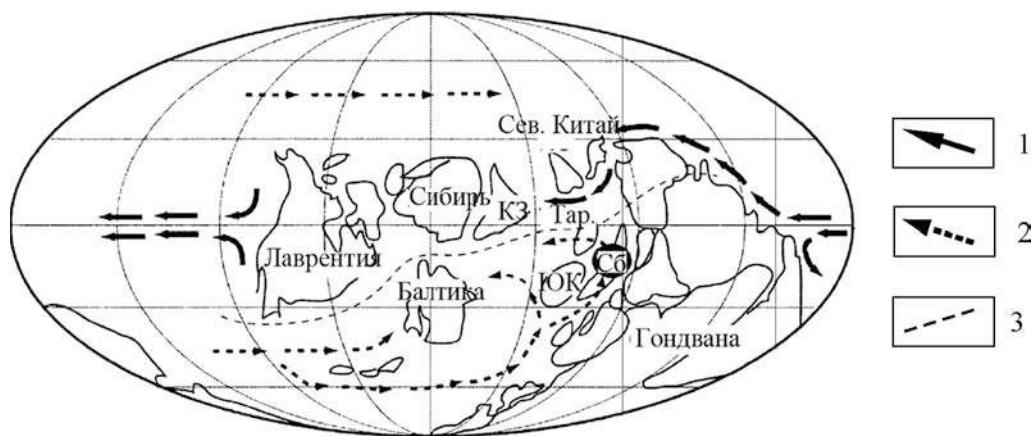 Сев. Китай
Сибирь
КЗ
Тар.
Лаврентия
Балтика
ЮК
Сб
Гондвана
1
2
3